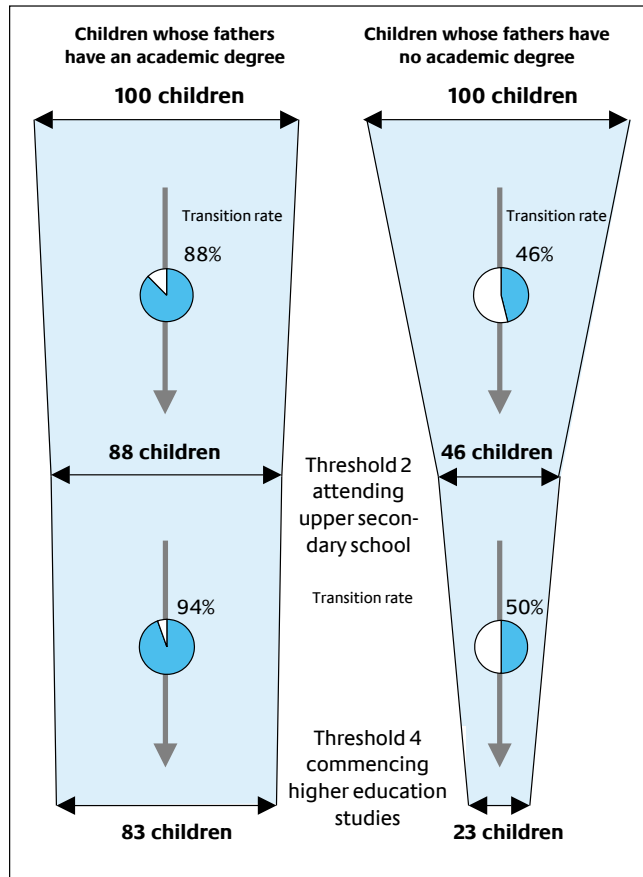 Children whose fathers
have an academic degree
Children whose fathers have
no academic degree
100 children
100 children
Transition rate
88%
Transition rate
46%
88 children
46 children
Threshold 2
attending
upper secon-
dary school
94%
Transition rate
50%
Threshold 4
commencing
higher education
studies
83 children
23 children